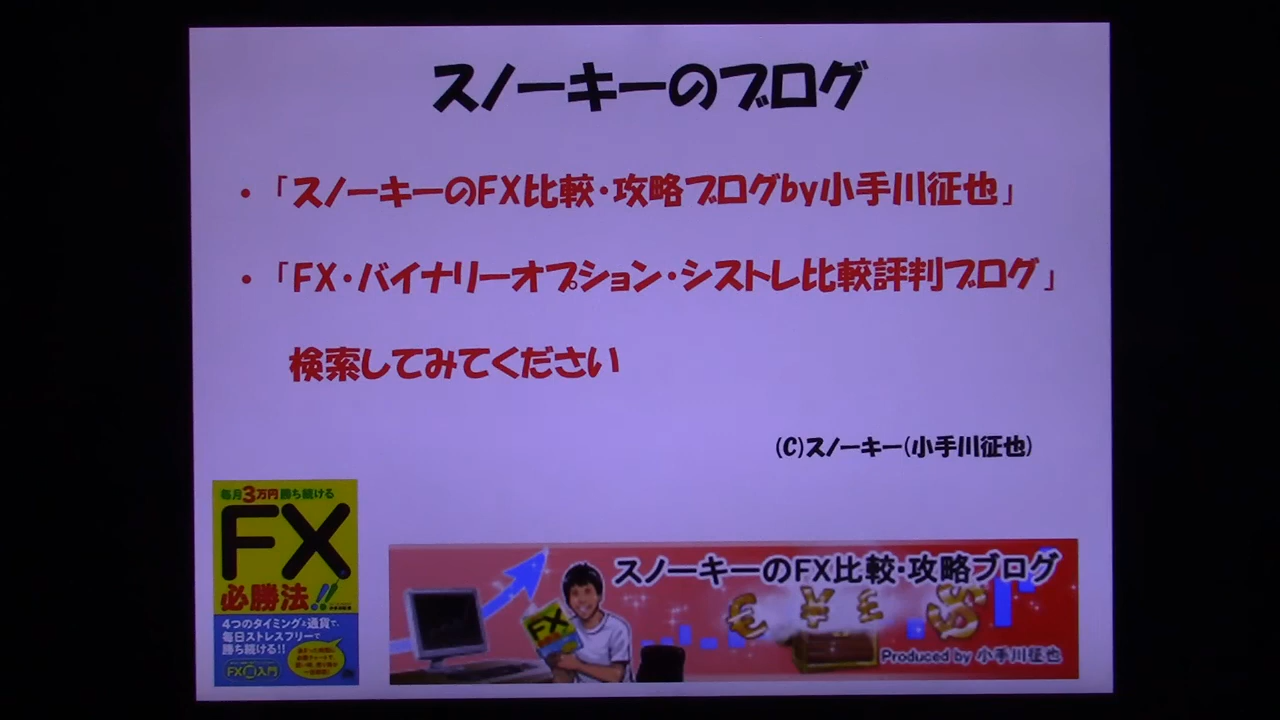 スノーキーのブログ
・「スノーキーのFX比較・攻略ブログby小手川征也」
・「FX・バイナリーオプション・シストレ比較評判ブログ」
検索してみてください
(C)スノーキー(小手川征也)
毎月3万円勝ち続ける
FX
必勝法!!
4つのタイミングと通貨で、
毎日ストレスフリーで
勝ち続ける!!
スノーキーのFX比較・攻略ブログ
FX
Produced by 小手川征也